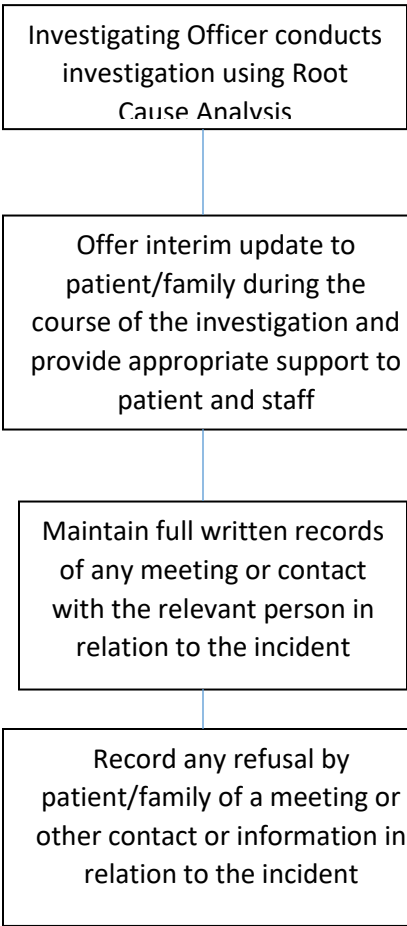 Investigating Officer conducts
investigation using Root
Cause Analysis
Offer interim update to
patient/family during the
course of the investigation and
provide appropriate support to
patient and staff
Maintain full written records
of any meeting or contact
with the relevant person in
relation to the incident
Record any refusal by
patient/family of a meeting or
other contact or information in
relation to the incident